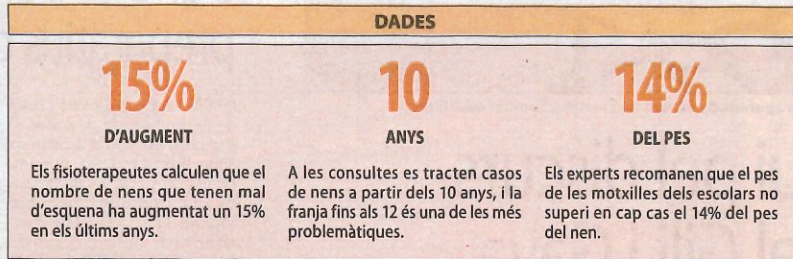 DADES
15%
D'AUGMENT
Els fisioterapeutes calculen que el
nombre de nens que tenen mal
d'esquena ha augmentat un 15%
en els últims anys.
10
ANYS
A les consultes es tracten casos
de nens a partir dels 10 anys, i la
franja fins als 12 és una de les més
problemàtiques.
14%
DEL PES
Els experts recomanen que el pes
de les motxilles dels escolars no
superi en cap cas el 14% del pes
del nen.